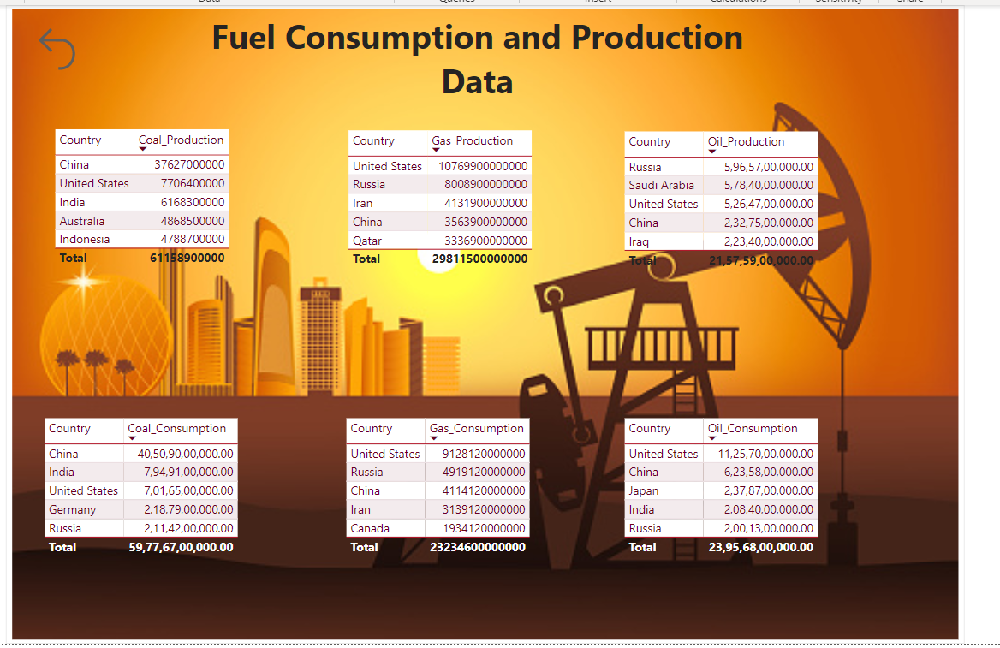 Data Queries Insert Calculations Sensitivity Share
Fuel Consumption and Production
Data
Country Coal_Production
China 37627000000
United States 7706400000
India 6168300000
Australia 4868500000
Indonesia 4788700000
Total 61158900000
Country Gas_Production
United States 10769900000000
Russia 8008900000000
Iran 4131900000000
China 3563900000000
Qatar 3336900000000
Total 29811500000000
Country Oil_Production
Russia 5,96,57,00,000.00
Saudi Arabia 5,78,40,00,000.00
United States 5,26,47,00,000.00
China 2,32,75,00,000.00
Iraq 2,23,40,00,000.00
Total 21,57,59,00,000.00
Country Coal_Consumption
China 40,50,90,00,000.00
India 7,94,91,00,000.00
United States 7,01,65,00,000.00
Germany 2,18,79,00,000.00
Russia 2,11,42,00,000.00
Total 59,77,67,00,000.00
Country Gas_Consumption
United States 9128120000000
Russia 4919120000000
China 4114120000000
Iran 3139120000000
Canada 1934120000000
Total 23234600000000
Country Oil_Consumption
United States 11,25,70,00,000.00
China 6,23,58,00,000.00
Japan 2,37,87,00,000.00
India 2,08,40,00,000.00
Russia 2,00,13,00,000.00
Total 23,95,68,00,000.00